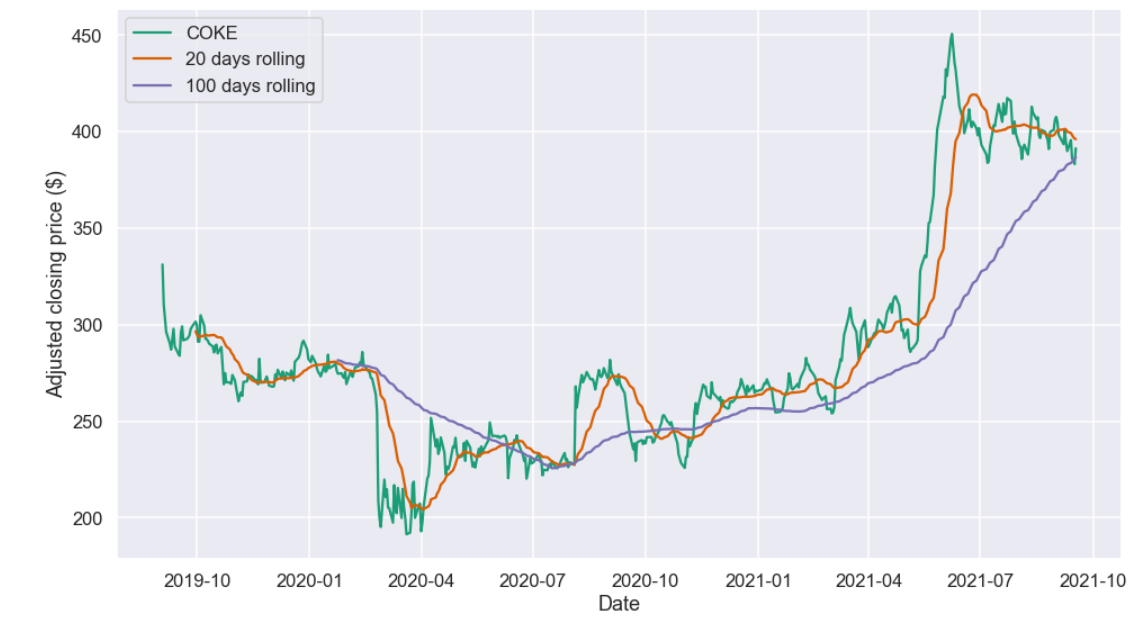 COKE
20 days rolling
100 days rolling
450
400
350
300
250
200
Adjusted closing price ($)
2019-10 2020-01 2020-04 2020-07 2020-10 2021-01 2021-04 2021-07 2021-10
Date